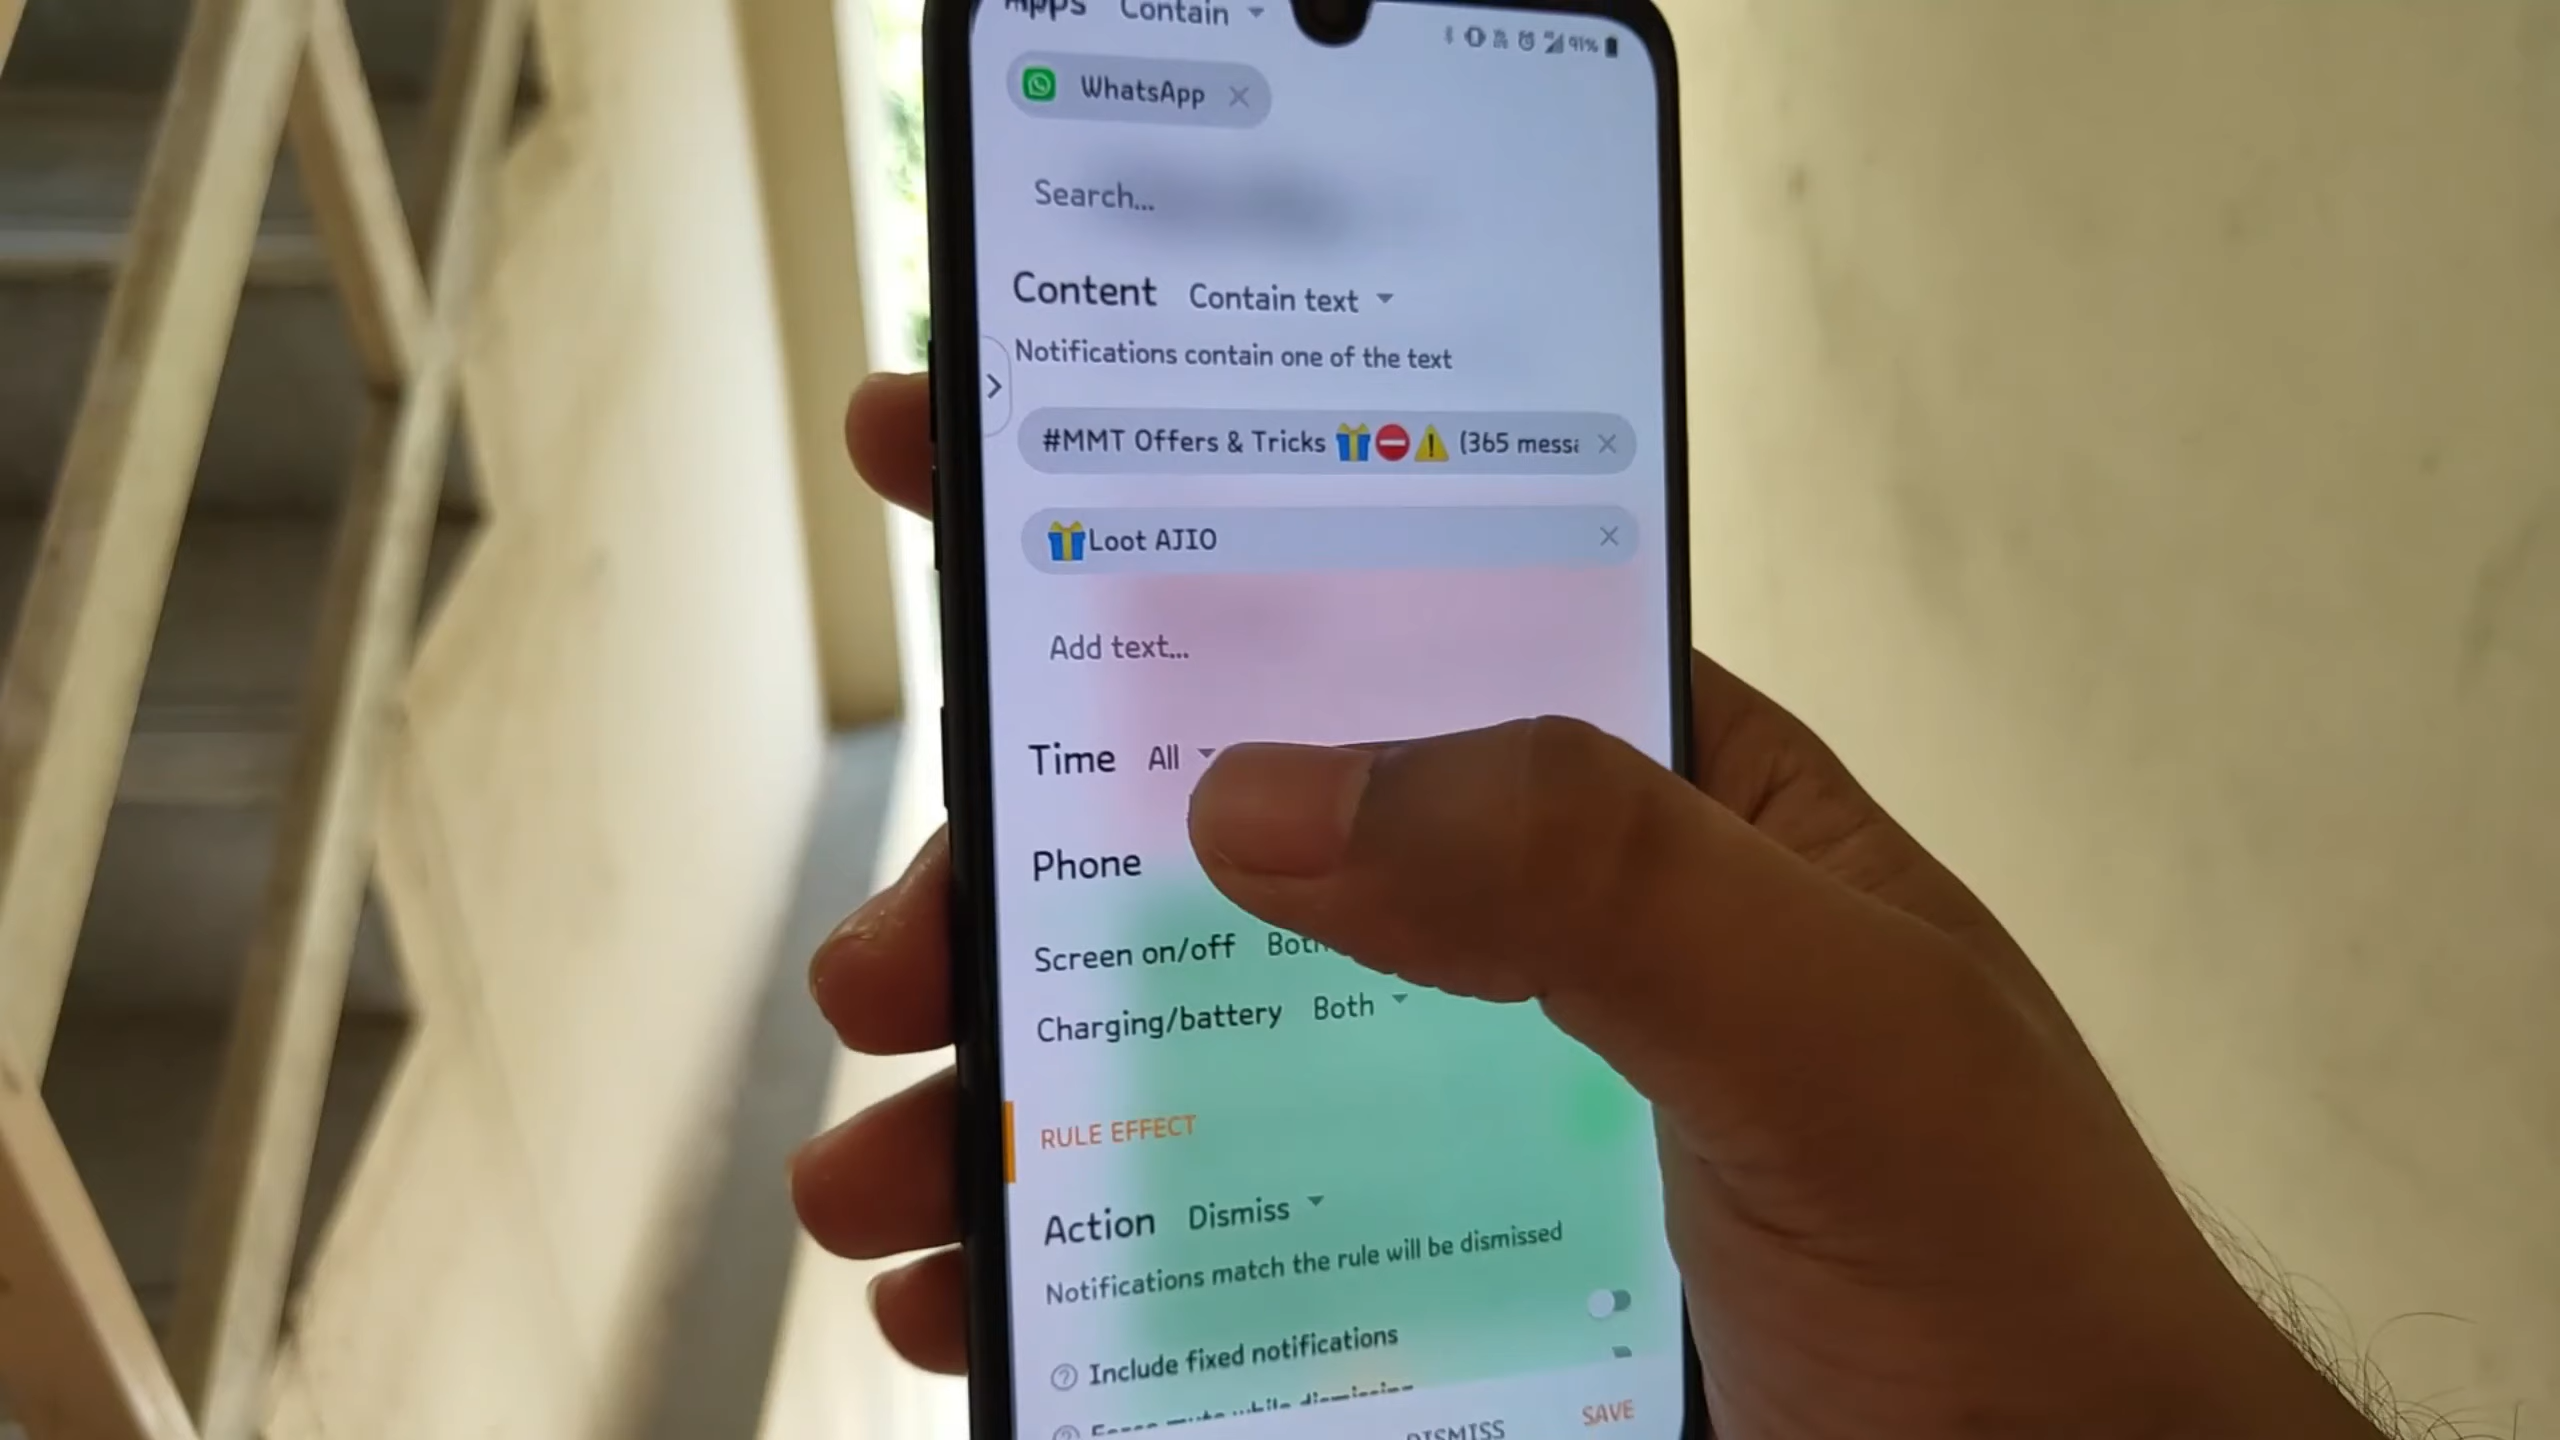 Apps Contain
91%
WhatsApp
Search...
Content Contain text
Notifications contain one of the text
#MMT Offers & Tricks 🎁⛔⚠️ (365 messa
🎁Loot AJIO
Add text...
Time All
Phone
Screen on/off Both
Charging/battery Both
RULE EFFECT
Action Dismiss
Notifications match the rule will be dismissed
Include fixed notifications
DISMISS SAVE